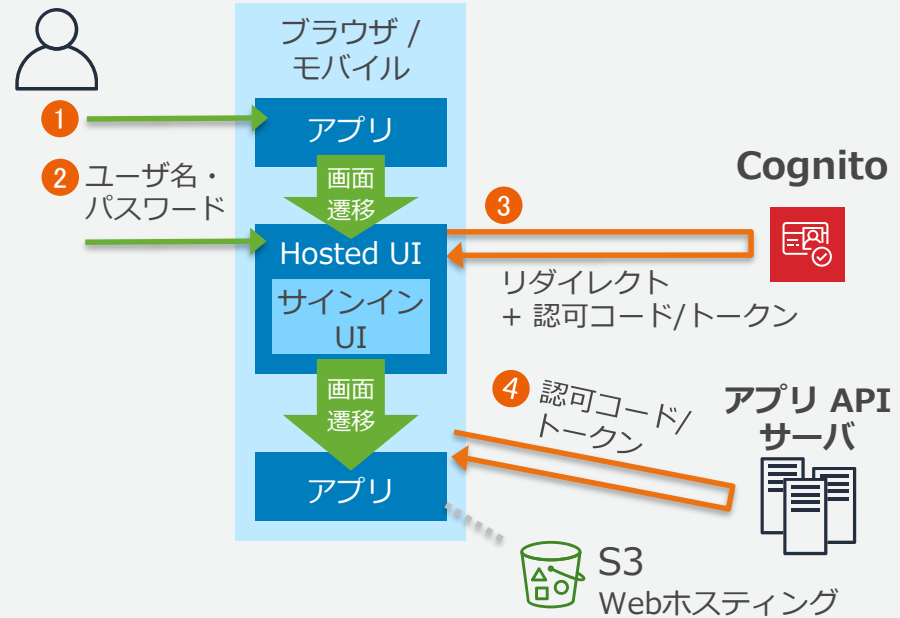 ブラウザ /
モバイル
1
アプリ
2 ユーザ名・
パスワード
画面
遷移
Hosted UI
サインイン
UI
3
Cognito
リダイレクト
+ 認可コード/トークン
画面
遷移
4 認可コード/
トークン
アプリ API
サーバ
アプリ
S3
Webホスティング